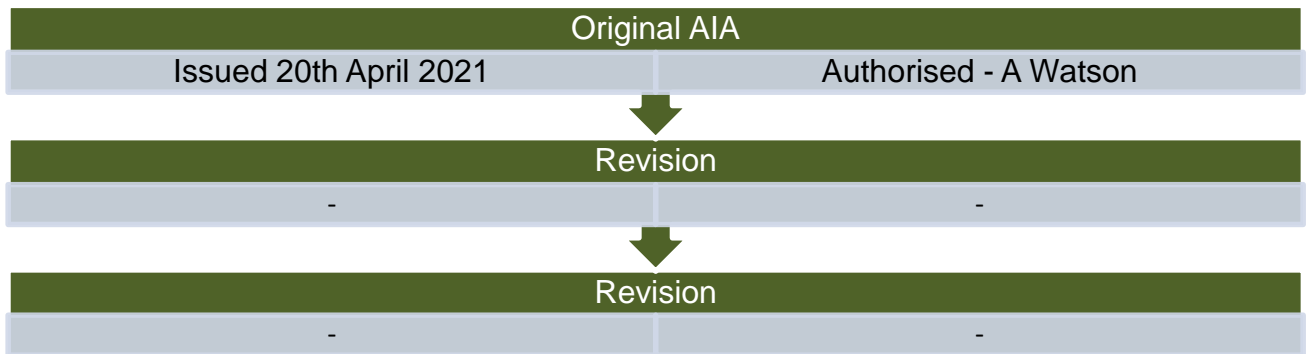 Original AIA
Issued 20th April 2021 Authorised - A Watson
Revision
- -
Revision
- -